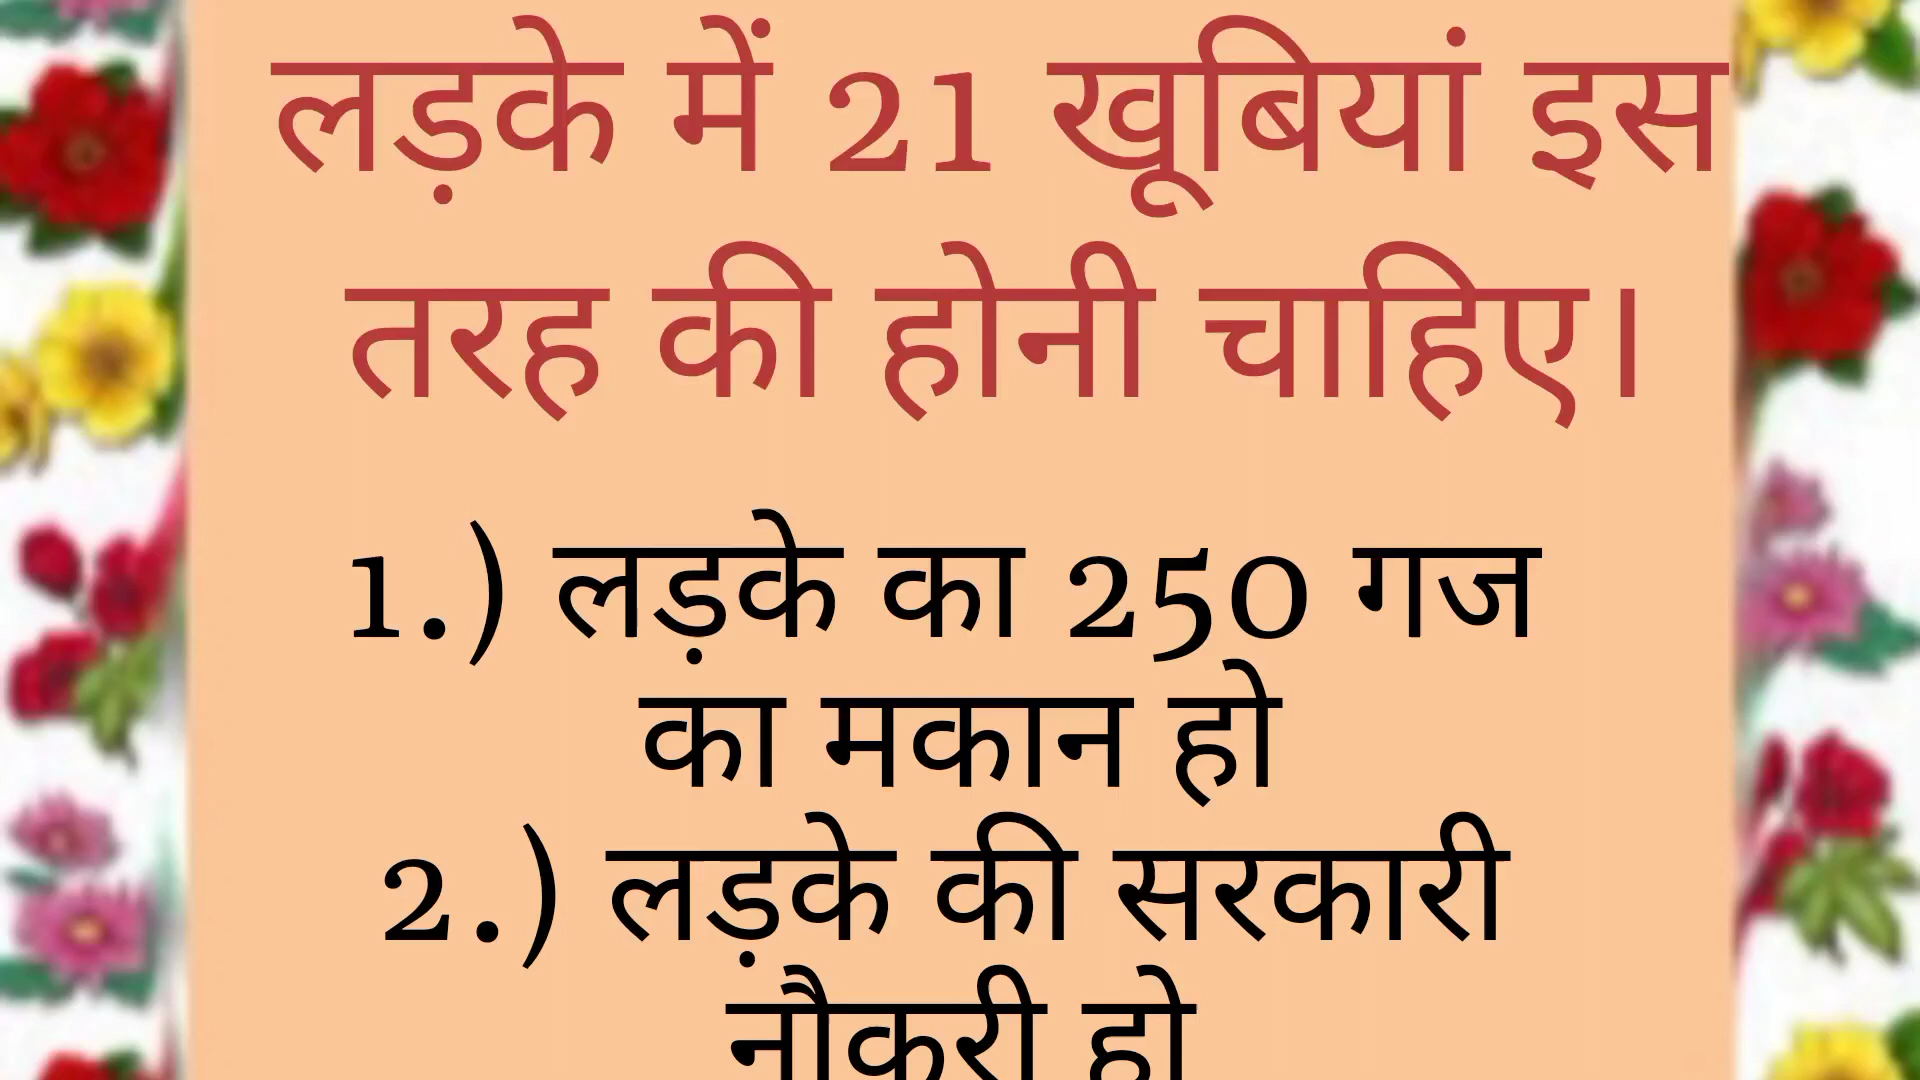 लड़के में 21 खूबियां इस
तरह की होनी चाहिए।
1.) लड़के का 250 गज
का मकान हो
2.) लड़के की सरकारी
नौकरी हो